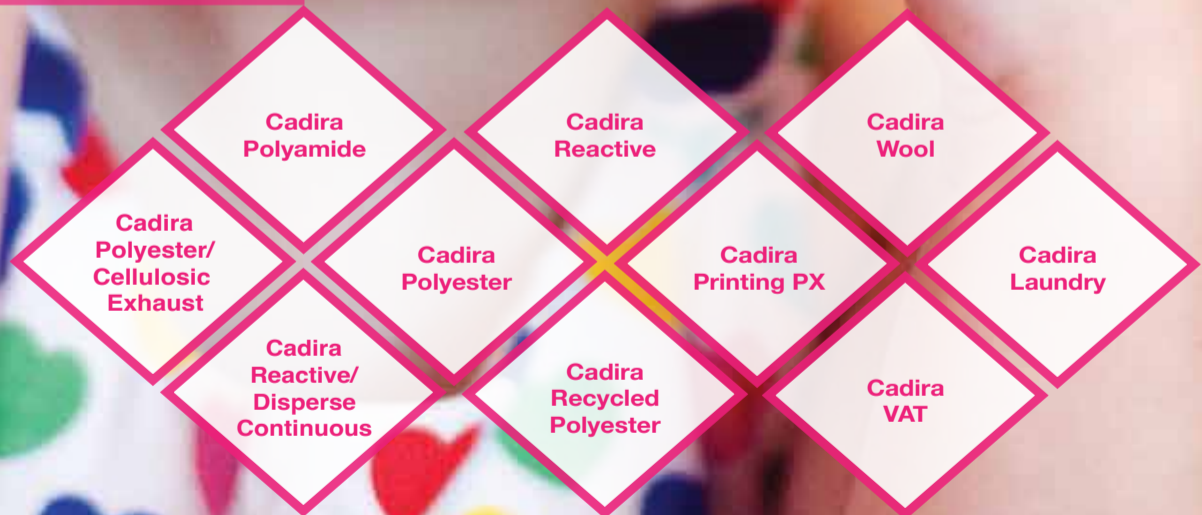 Cadira
Polyamide
Cadira
Reactive
Cadira
Wool
Cadira
Polyester/
Cellulosic
Exhaust
Cadira
Polyester
Cadira
Printing PX
Cadira
Laundry
Cadira
Reactive/
Disperse
Continuous
Cadira
Recycled
Polyester
Cadira
VAT